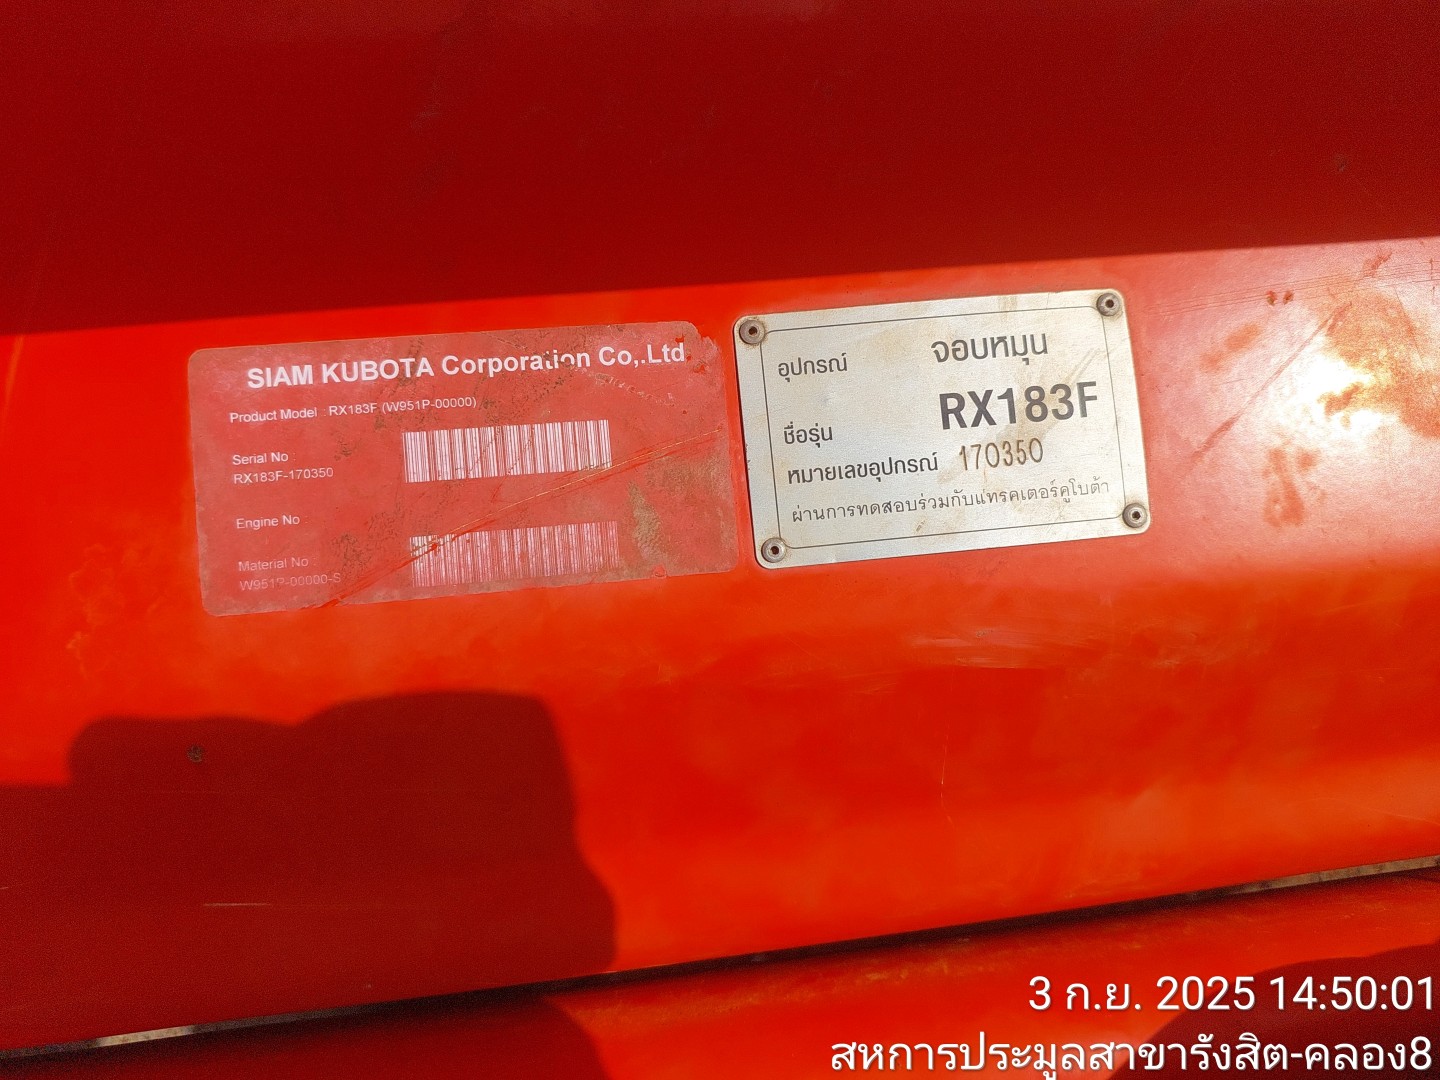 SIAM KUBOTA Corporation Co,.Ltd
Product Model : RX183F (W951P-00000)
Serial No
RX183F-170350
Engine No
Material No
W951P-00000-S
อุปกรณ์ จอบหมุน
ชื่อรุ่น RX183F
หมายเลขอุปกรณ์ 170350
ผ่านการทดสอบร่วมกับแทรคเตอร์คูโบต้า
3 ก.ย. 2025 14:50:01
สหการประมูลสาขารังสิต-คลอง8